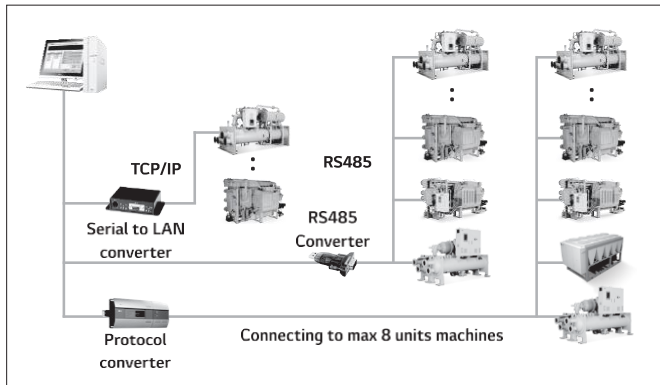 TCP/IP
RS485
Serial to LAN
converter
RS485
Converter
Protocol
converter
Connecting to max 8 units machines